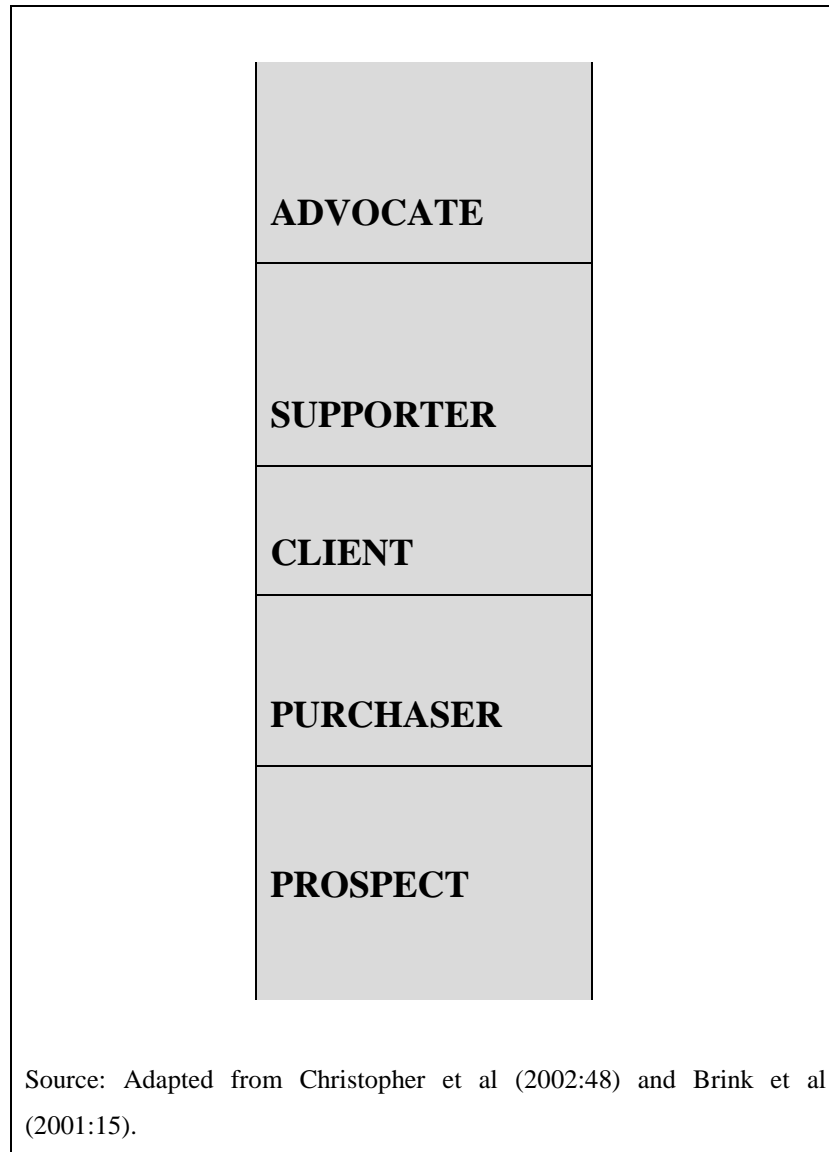 ADVOCATE
SUPPORTER
CLIENT
PURCHASER
PROSPECT
Source: Adapted from Christopher et al (2002:48) and Brink et al
(2001:15).